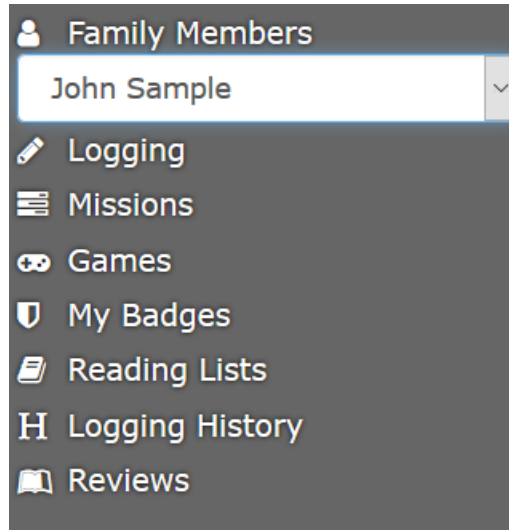 Family Members
John Sample
Logging
Missions
Games
My Badges
Reading Lists
H Logging History
Reviews